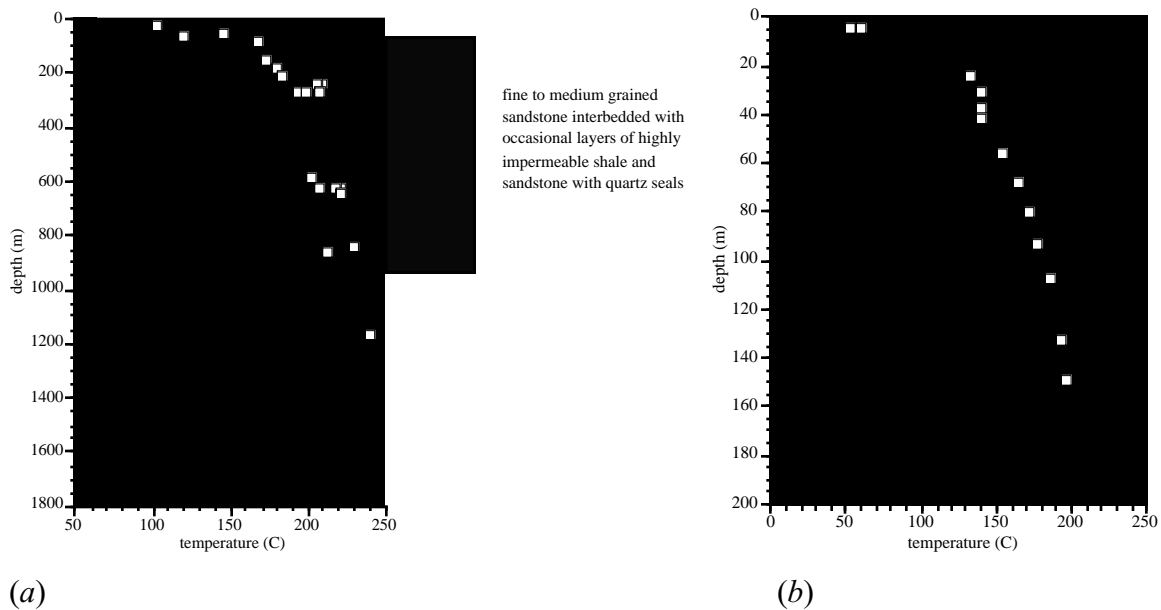 0
200
400
600
800
1000
1200
1400
1600
1800
depth (m)
50
100
150
200
250
temperature (C)
fine to medium grained
sandstone interbedded with
occasional layers of highly
impermeable shale and
sandstone with quartz seals
(a)
0
20
40
60
80
100
120
140
160
180
200
depth (m)
0
50
100
150
200
250
temperature (C)
(b)